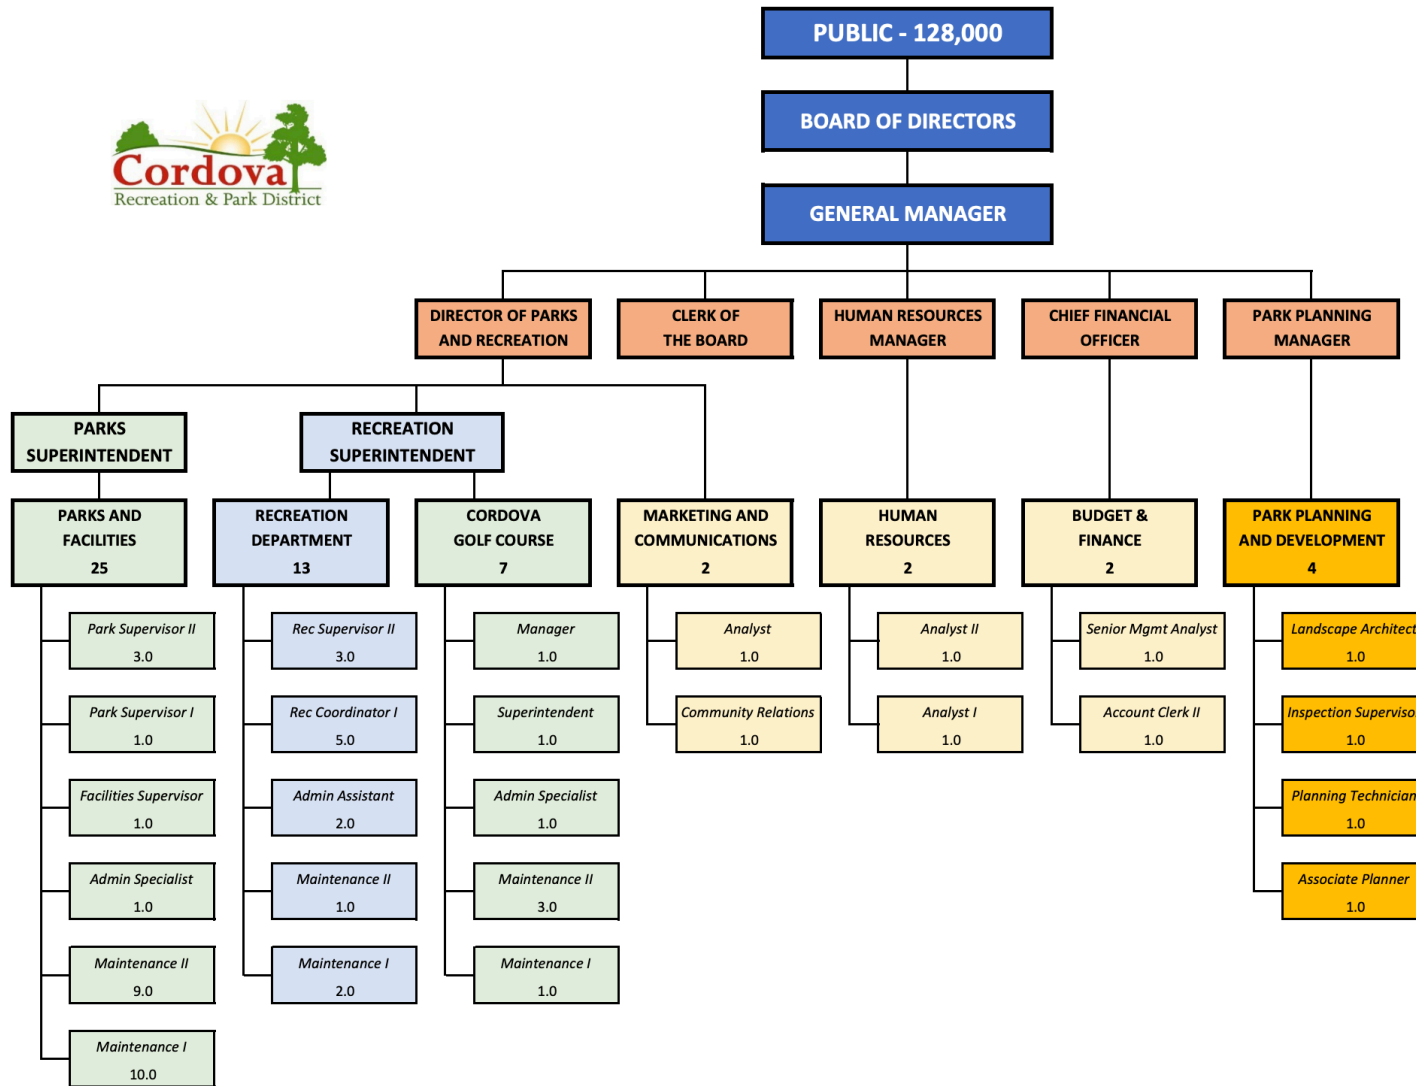 PUBLIC - 128,000
BOARD OF DIRECTORS
GENERAL MANAGER
Cordova
Recreation & Park District
DIRECTOR OF PARKS
AND RECREATION
CLERK OF
THE BOARD
HUMAN RESOURCES
MANAGER
CHIEF FINANCIAL
OFFICER
PARK PLANNING
MANAGER
PARKS
SUPERINTENDENT
RECREATION
SUPERINTENDENT
PARKS AND
FACILITIES
25
Park Supervisor II
3.0
Park Supervisor I
1.0
Facilities Supervisor
1.0
Admin Specialist
1.0
Maintenance II
9.0
Maintenance I
10.0
RECREATION
DEPARTMENT
13
Rec Supervisor II
3.0
Rec Coordinator I
5.0
Admin Assistant
2.0
Maintenance II
1.0
Maintenance I
2.0
CORDOVA
GOLF COURSE
7
Manager
1.0
Superintendent
1.0
Admin Specialist
1.0
Maintenance II
3.0
Maintenance I
1.0
MARKETING AND
COMMUNICATIONS
2
Analyst
1.0
Community Relations
1.0
HUMAN
RESOURCES
2
Analyst II
1.0
Analyst I
1.0
BUDGET &
FINANCE
2
Senior Mgmt Analyst
1.0
Account Clerk II
1.0
PARK PLANNING
AND DEVELOPMENT
4
Landscape Architect
1.0
Inspection Supervisor
1.0
Planning Technician
1.0
Associate Planner
1.0